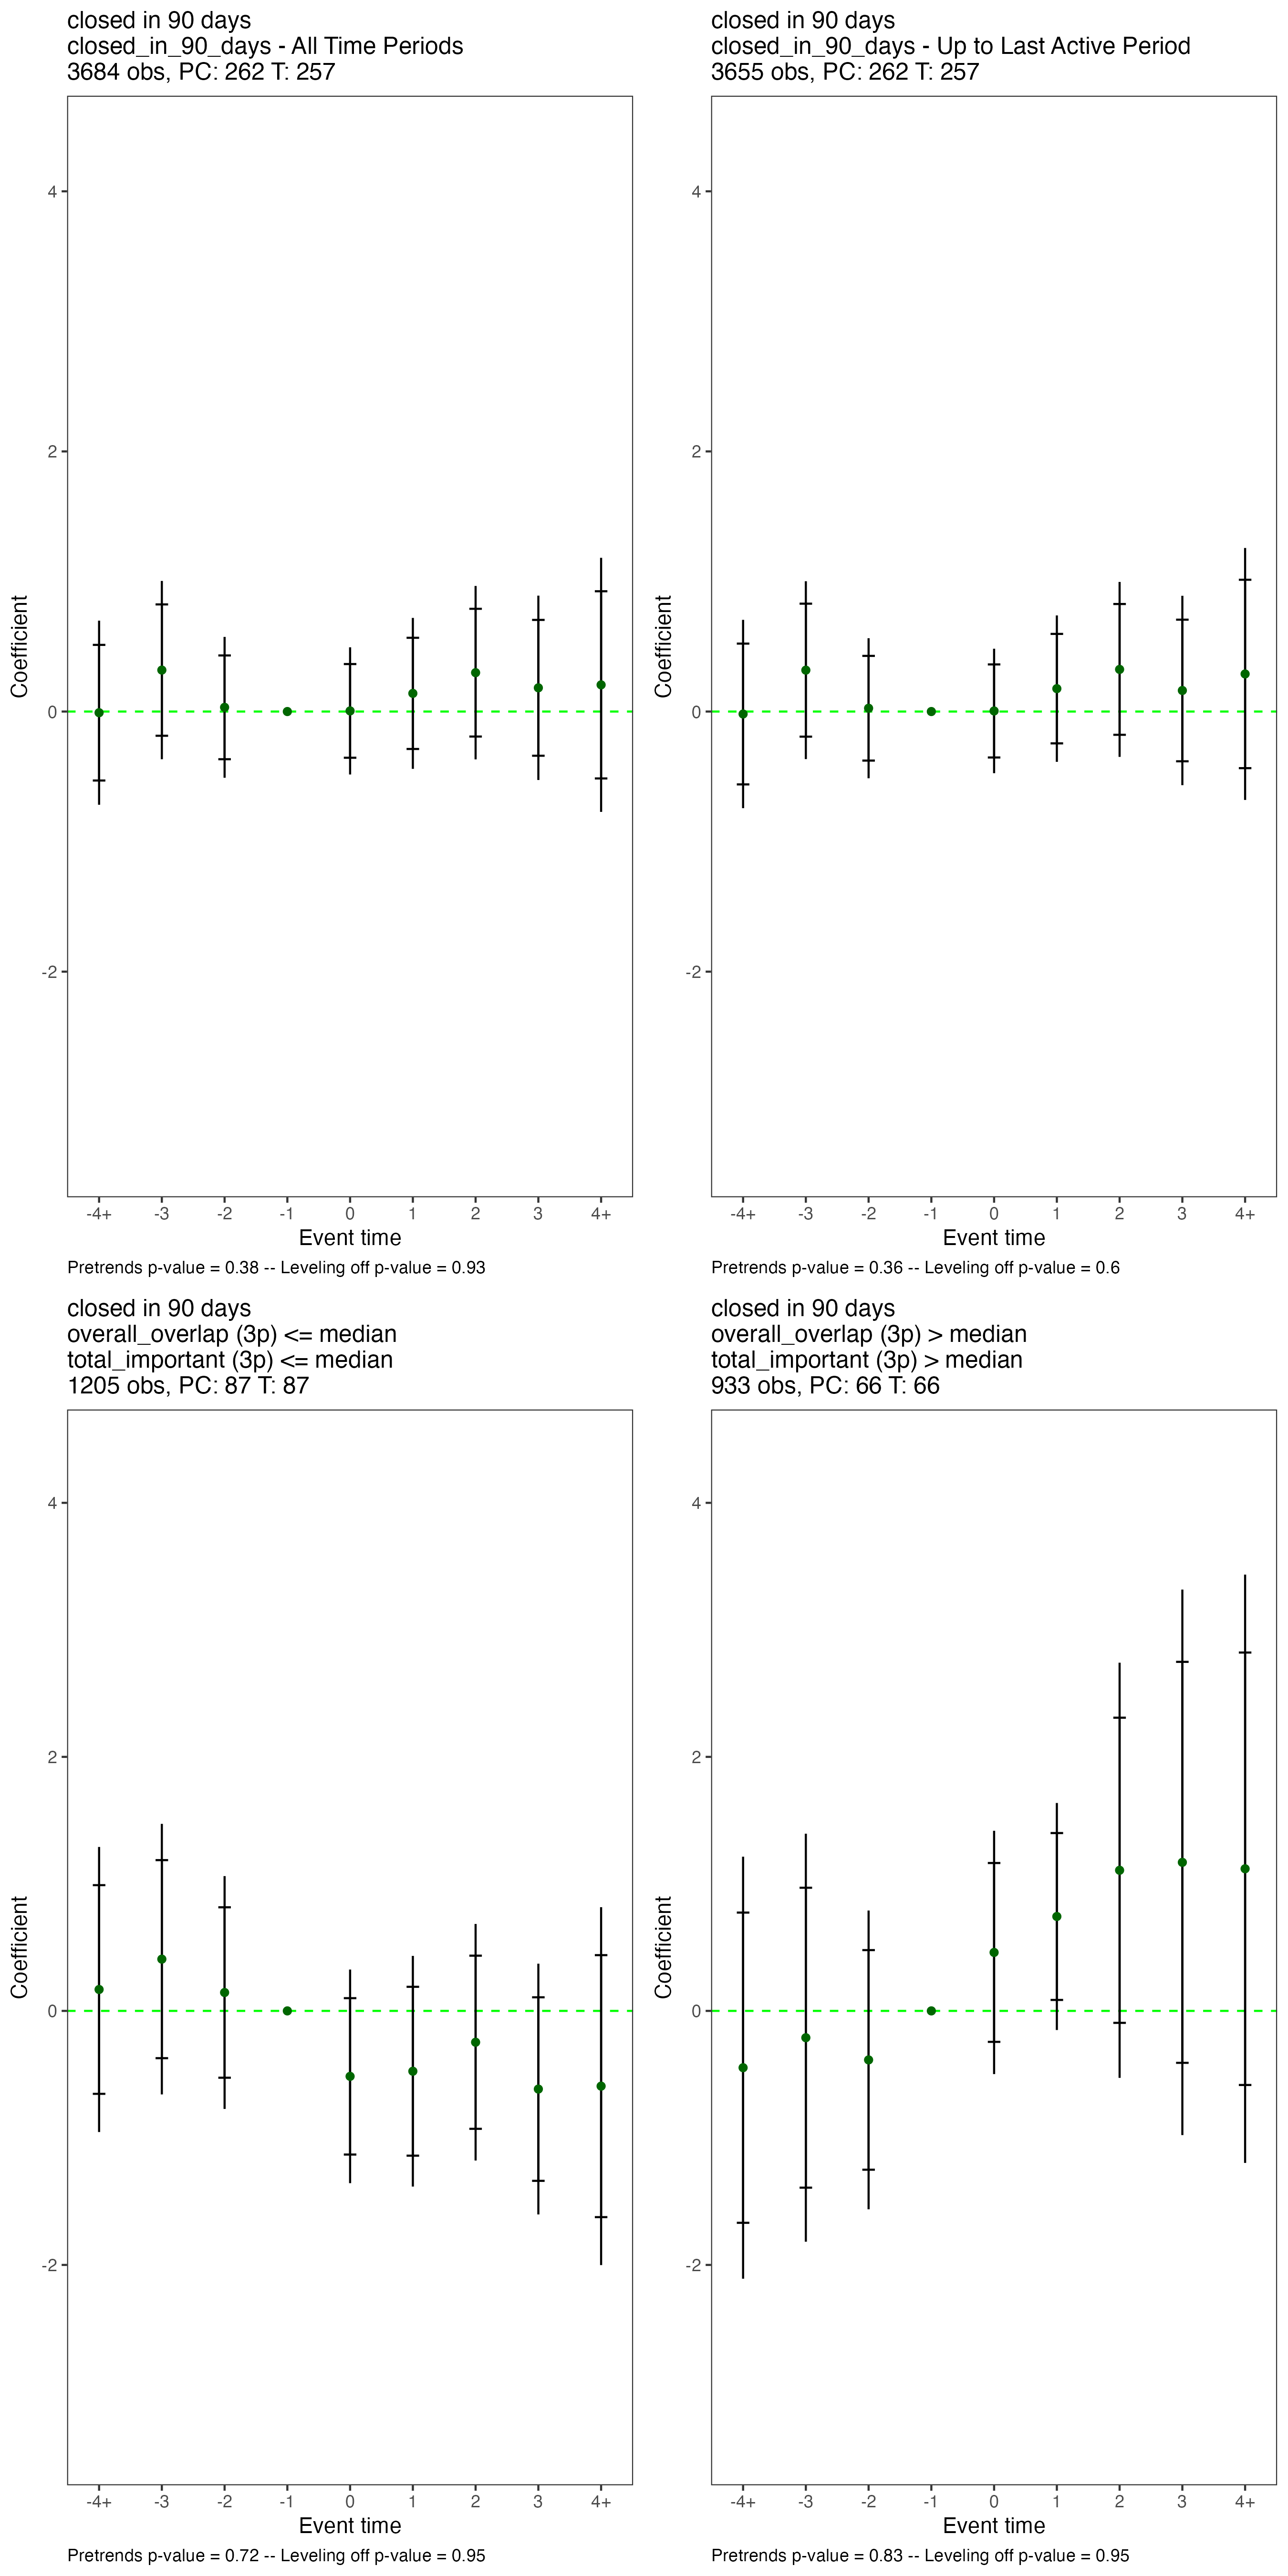 closed in 90 days
closed_in_90_days - All Time Periods
3684 obs, PC: 262 T: 257
4
2
0
-2
Coefficient
-4+ -3 -2 -1 0 1 2 3 4+
Event time
Pretrends p-value = 0.38 -- Leveling off p-value = 0.93
closed in 90 days
closed_in_90_days - Up to Last Active Period
3655 obs, PC: 262 T: 257
4
2
0
-2
Coefficient
-4+ -3 -2 -1 0 1 2 3 4+
Event time
Pretrends p-value = 0.36 -- Leveling off p-value = 0.6
closed in 90 days
overall_overlap (3p) <= median
total_important (3p) <= median
1205 obs, PC: 87 T: 87
4
2
0
-2
Coefficient
-4+ -3 -2 -1 0 1 2 3 4+
Event time
Pretrends p-value = 0.72 -- Leveling off p-value = 0.95
closed in 90 days
overall_overlap (3p) > median
total_important (3p) > median
933 obs, PC: 66 T: 66
4
2
0
-2
Coefficient
-4+ -3 -2 -1 0 1 2 3 4+
Event time
Pretrends p-value = 0.83 -- Leveling off p-value = 0.95